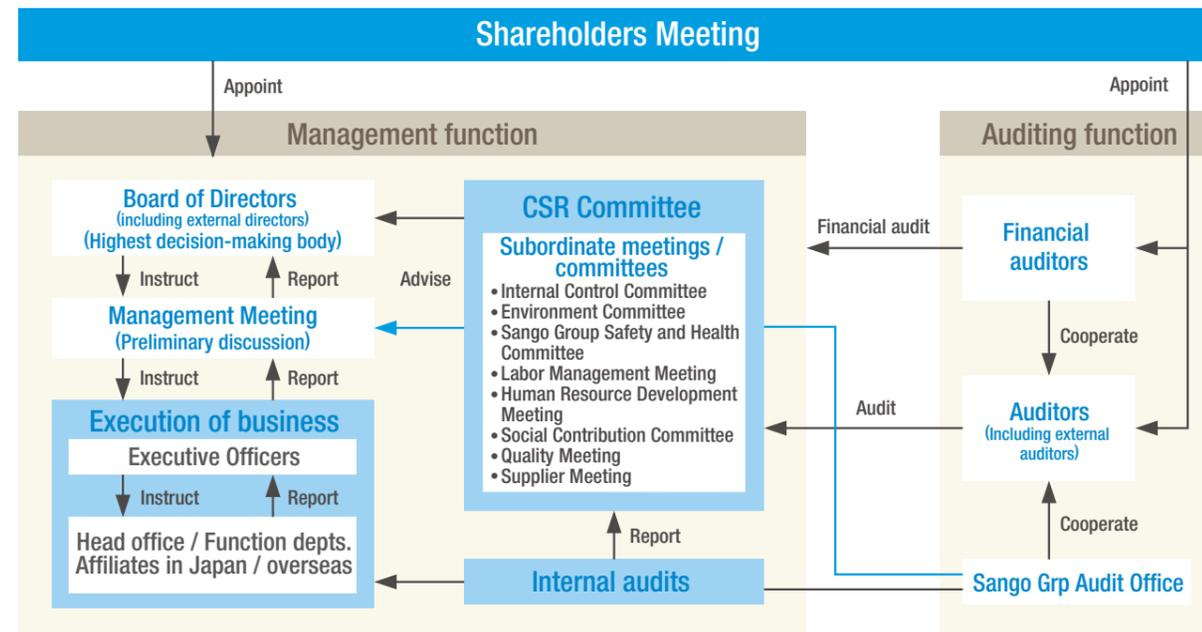 Shareholders Meeting
Appoint
Appoint
Management function
Auditing function
Board of Directors
(including external directors)
(Highest decision-making body)
Instruct
Report
Management Meeting
(Preliminary discussion)
Instruct
Report
Execution of business
Executive Officers
Instruct
Report
Head office / Function depts.
Affiliates in Japan / overseas
Advise
CSR Committee
Subordinate meetings /
committees
• Internal Control Committee
• Environment Committee
• Sango Group Safety and Health
Committee
• Labor Management Meeting
• Human Resource Development
Meeting
• Social Contribution Committee
• Quality Meeting
• Supplier Meeting
Report
Internal audits
Financial audit
Audit
Financial
auditors
Cooperate
Auditors
(Including external
auditors)
Cooperate
Sango Grp Audit Office